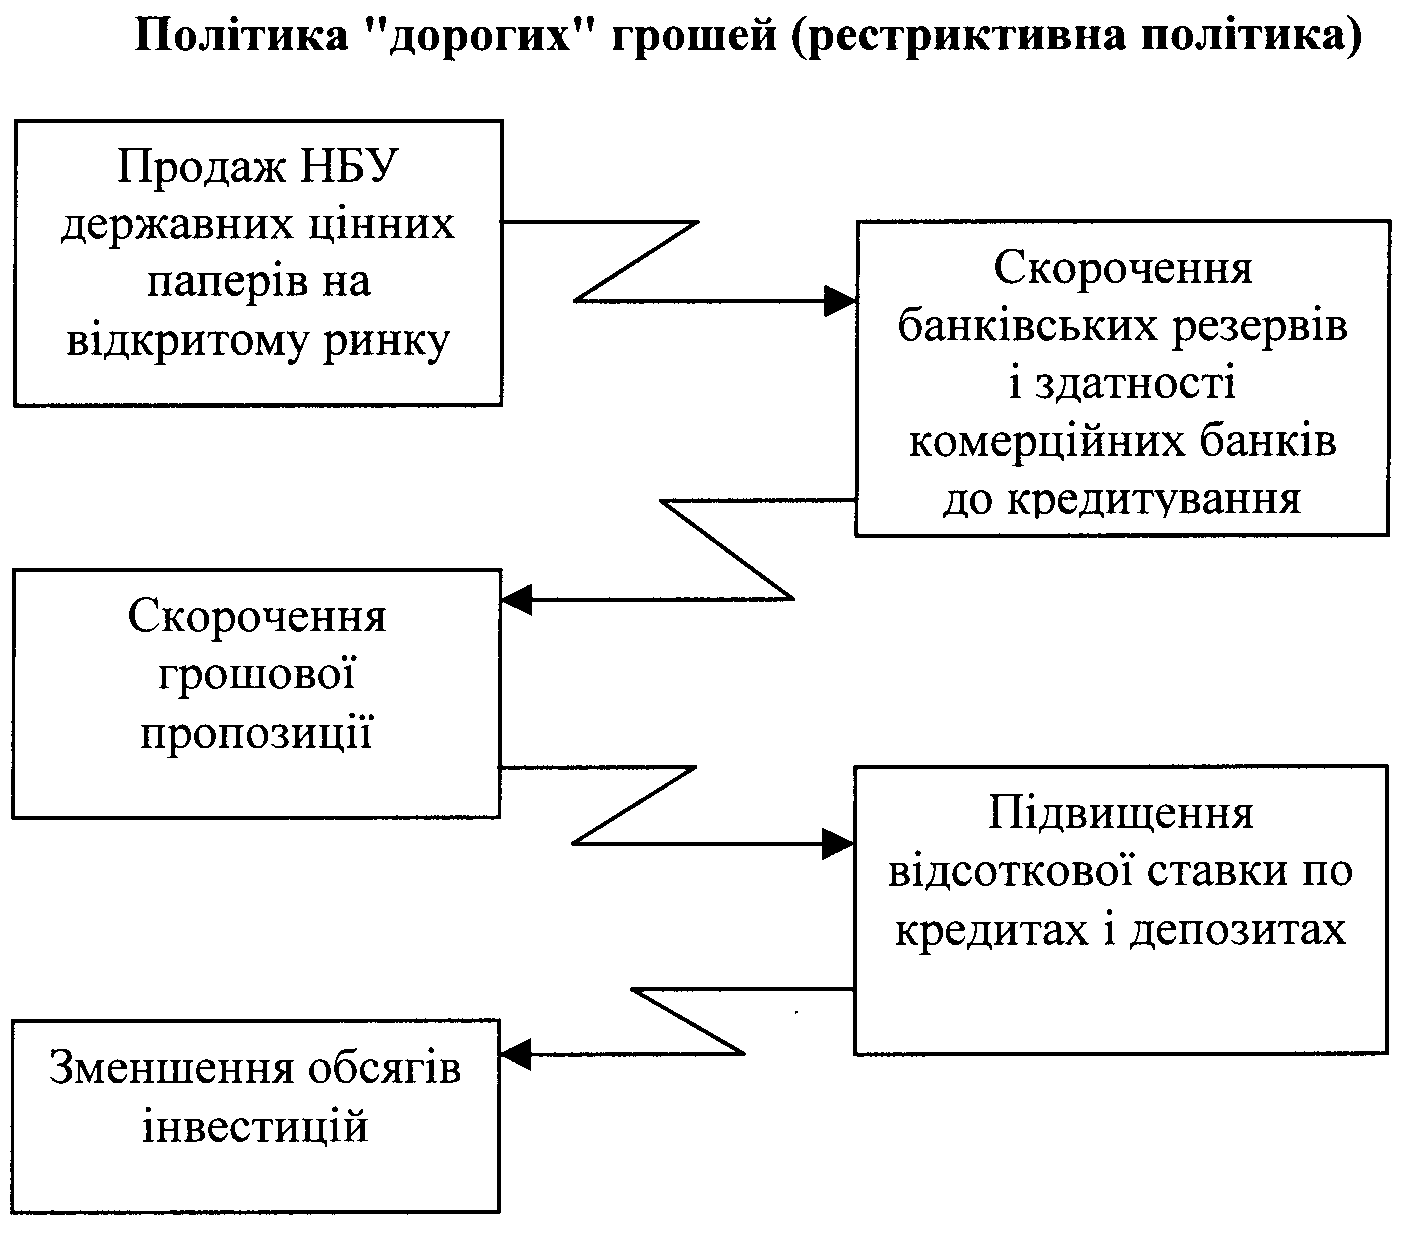 Політика "дорогих" грошей (рестриктивна політика)
Продаж НБУ
державних цінних
паперів на
відкритому ринку
Скорочення
банківських резервів
і здатності
комерційних банків
до кредитування
Скорочення
грошової
пропозиції
Підвищення
відсоткової ставки по
кредитах і депозитах
Зменшення обсягів
інвестицій